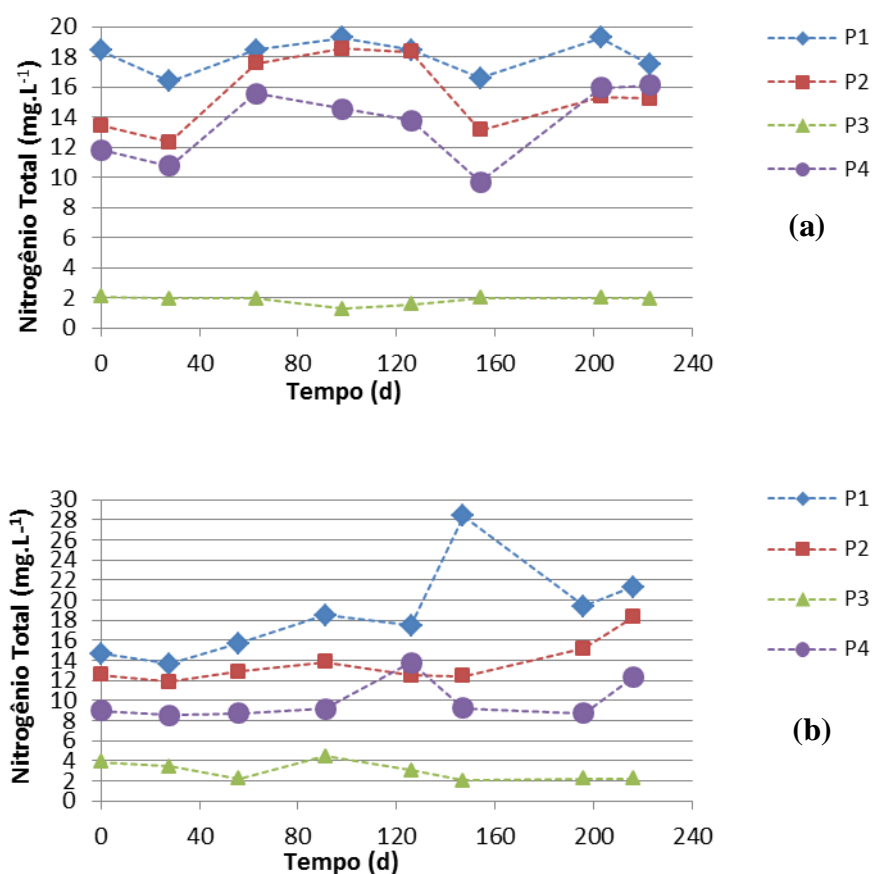 Nitrogênio Total (mg.L⁻¹)
20
18
16
14
12
10
8
6
4
2
0
0 40 80 120 160 200 240
Tempo (d)
P1
P2
P3
P4
(a)
Nitrogênio Total (mg.L-¹)
30
28
26
24
22
20
18
16
14
12
10
8
6
4
2
0
0 40 80 120 160 200 240
Tempo (d)
P1
P2
P3
P4
(b)